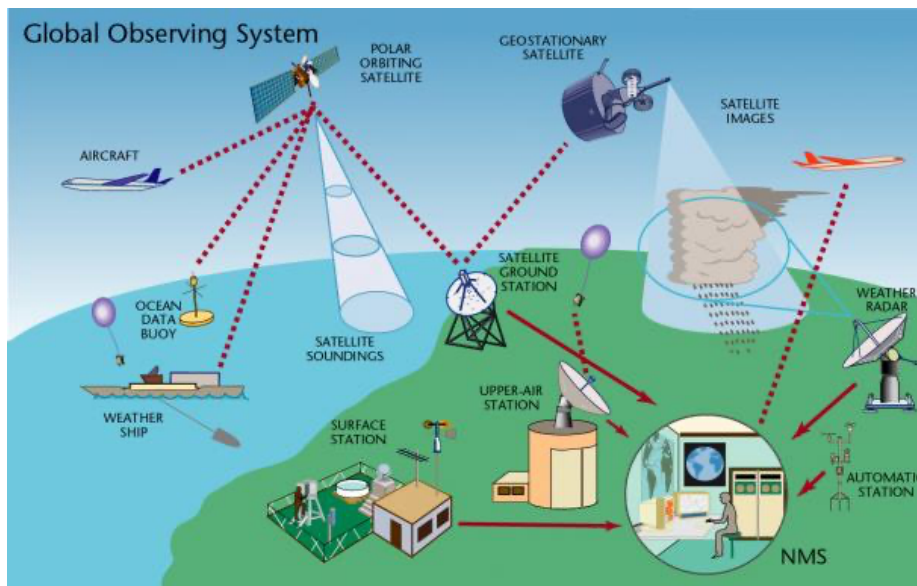 Global Observing System
POLAR
ORBITING
SATELLITE
GEOSTATIONARY
SATELLITE
SATELLITE
IMAGES
AIRCRAFT
SATELLITE
GROUND
STATION
OCEAN
DATA
BUOY
WEATHER
RADAR
SATELLITE
SOUNDINGS
UPPER-AIR
STATION
WEATHER
SHIP
SURFACE
STATION
AUTOMATIC
STATION
NMS